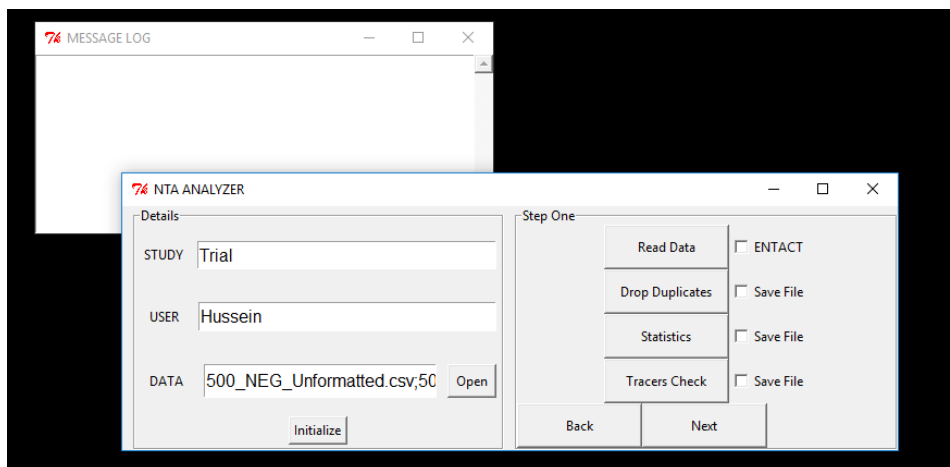 MESSAGE LOG
NTA ANALYZER
Details
STUDY Trial
USER Hussein
DATA 500_NEG_Unformatted.csv;50 Open
Initialize
Step One
Read Data ENTACT
Drop Duplicates Save File
Statistics Save File
Tracers Check Save File
Back Next